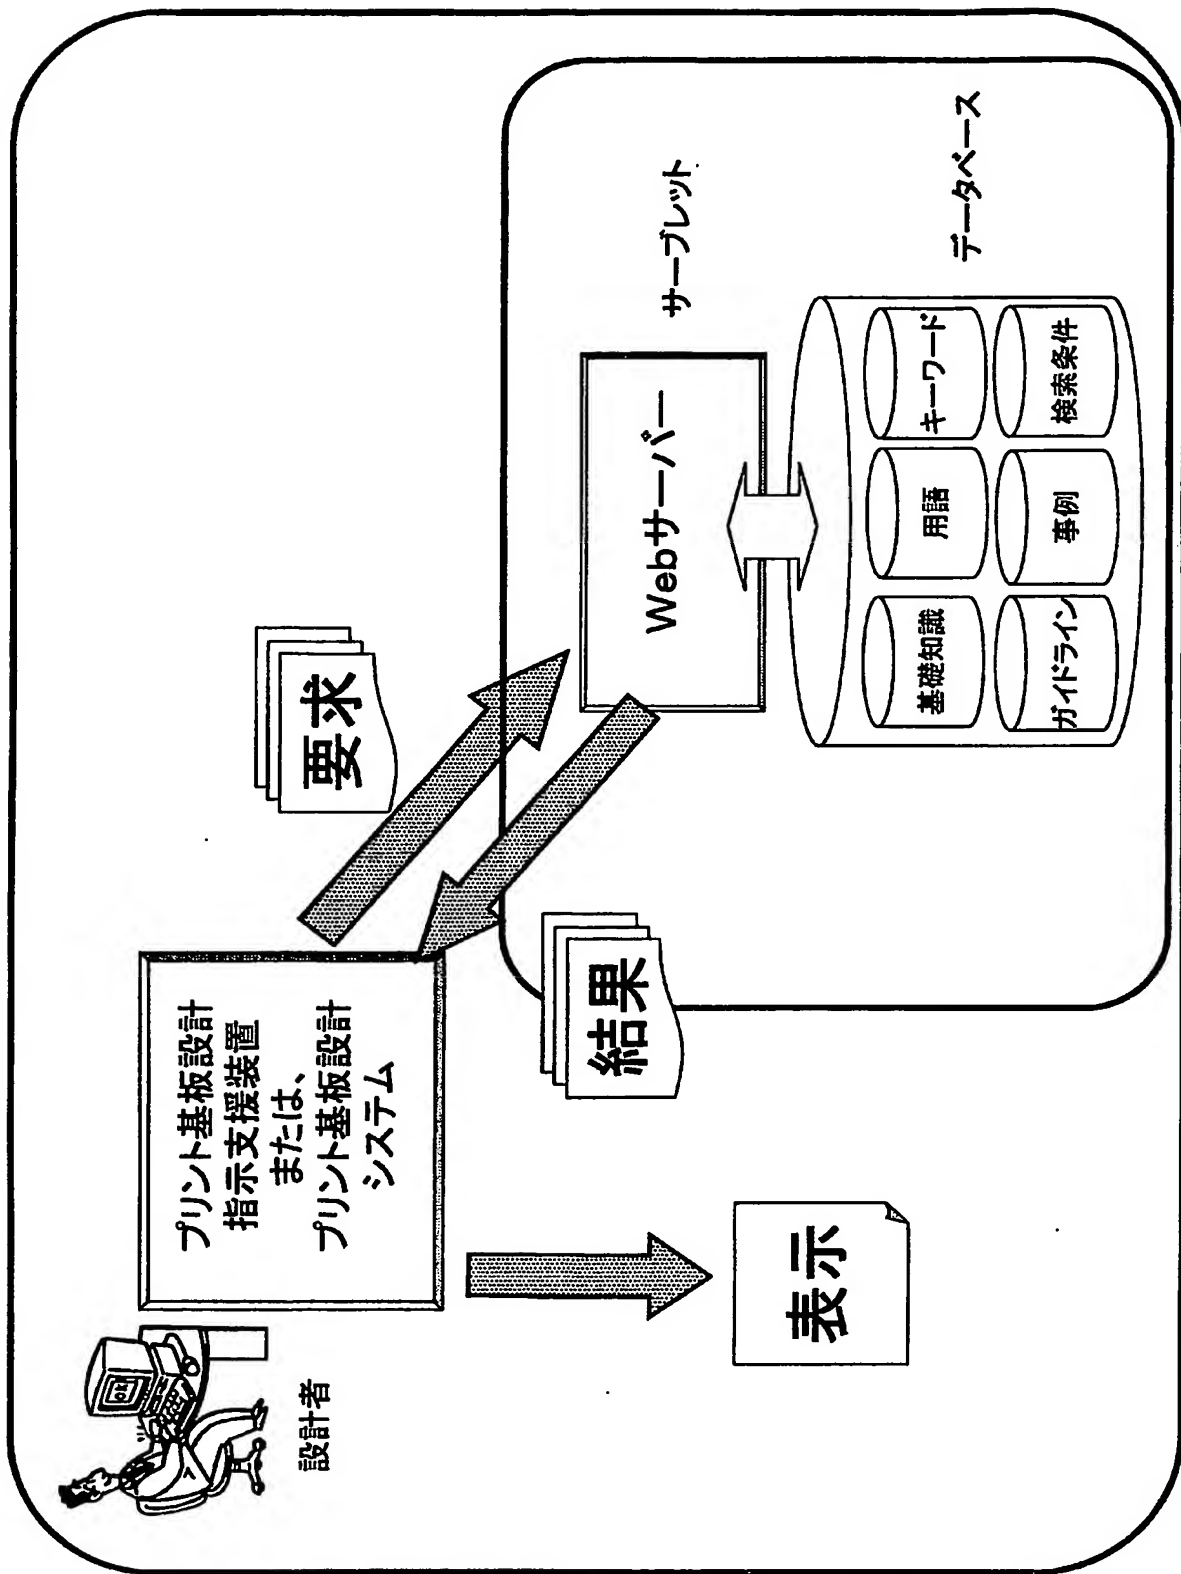 設計者
OK
プリント基板設計
指示支援装置
または、
プリント基板設計
システム
要求
結果
表示
Webサーバー
サーブレット
データベース
基礎知識
用語
キーワード
ガイドライン
事例
検索条件